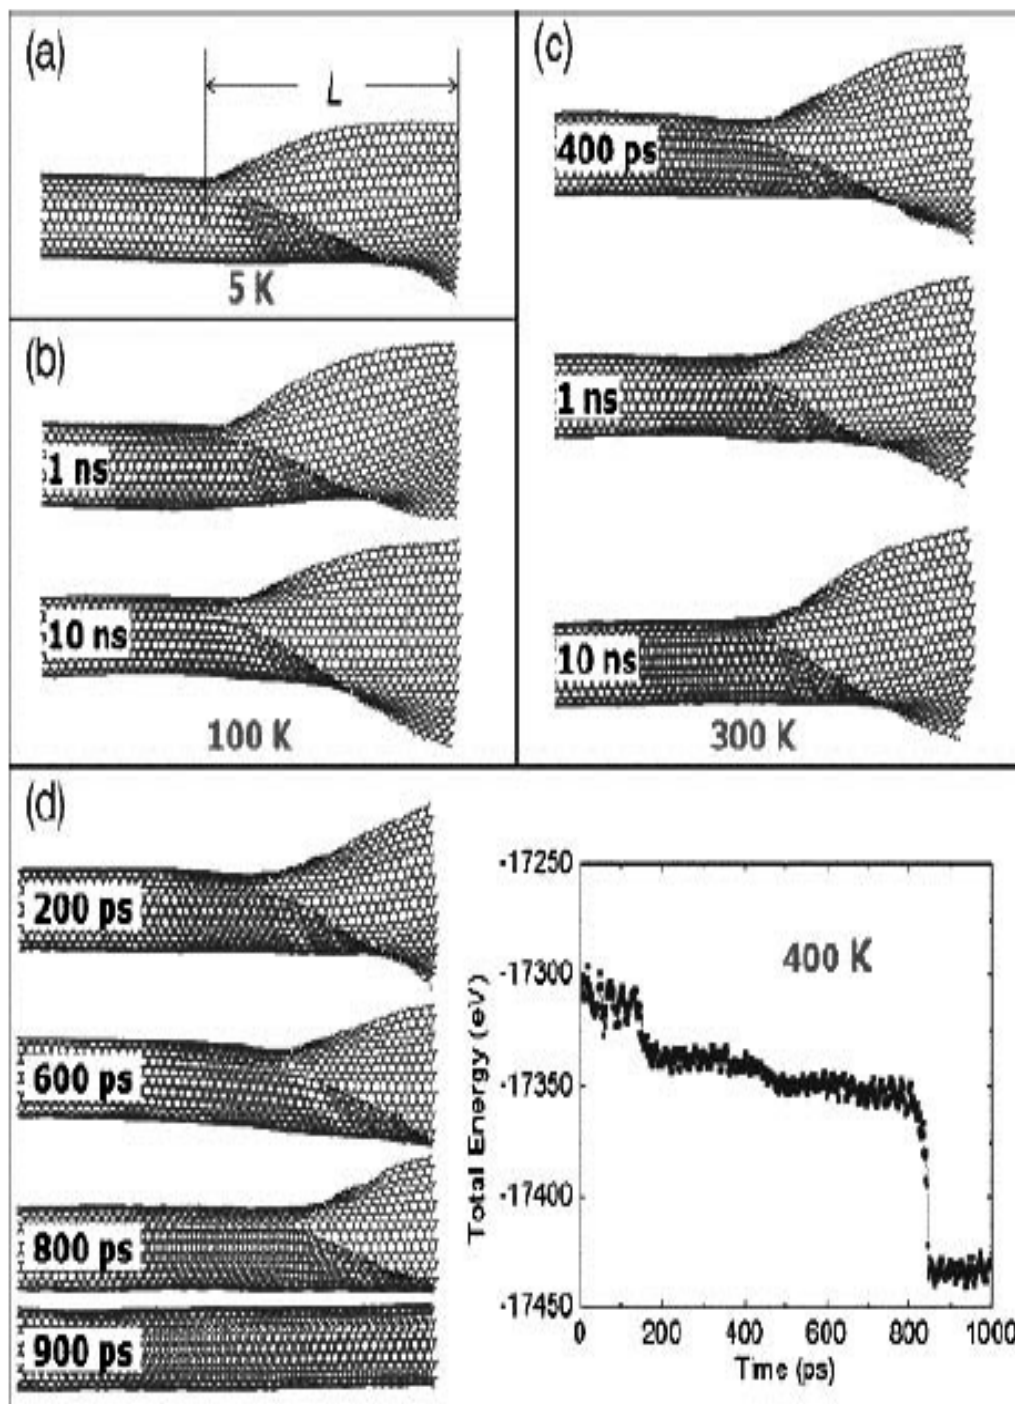 (a)
L
5 K
(b)
1 ns
10 ns
100 K
(c)
400 ps
1 ns
10 ns
300 K
(d)
200 ps
600 ps
800 ps
900 ps
-17250
-17300
-17350
-17400
-17450
Total Energy (eV)
400 K
0 200 400 600 800 1000
Time (ps)